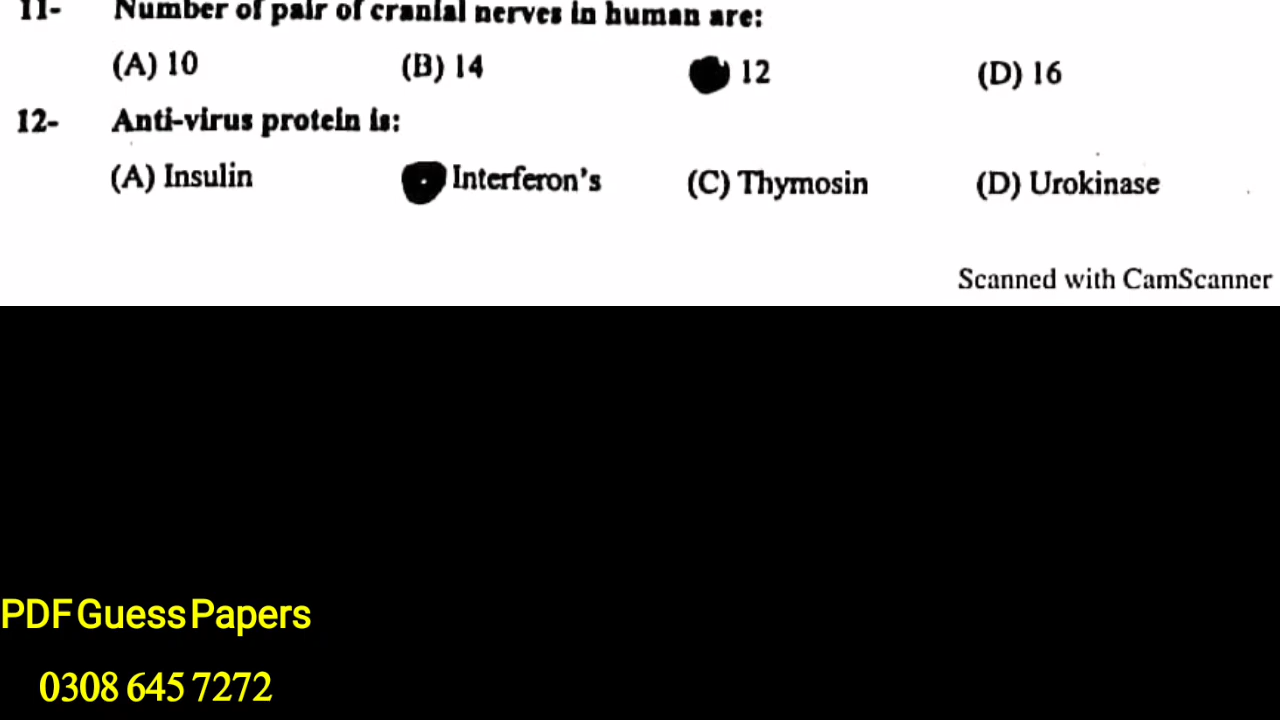 11- Number of pair of cranial nerves in human are:
(A) 10 (B) 14 12 (D) 16
12- Anti-virus protein is:
(A) Insulin Interferon's (C) Thymosin (D) Urokinase
Scanned with CamScanner
PDF Guess Papers
0308 645 7272